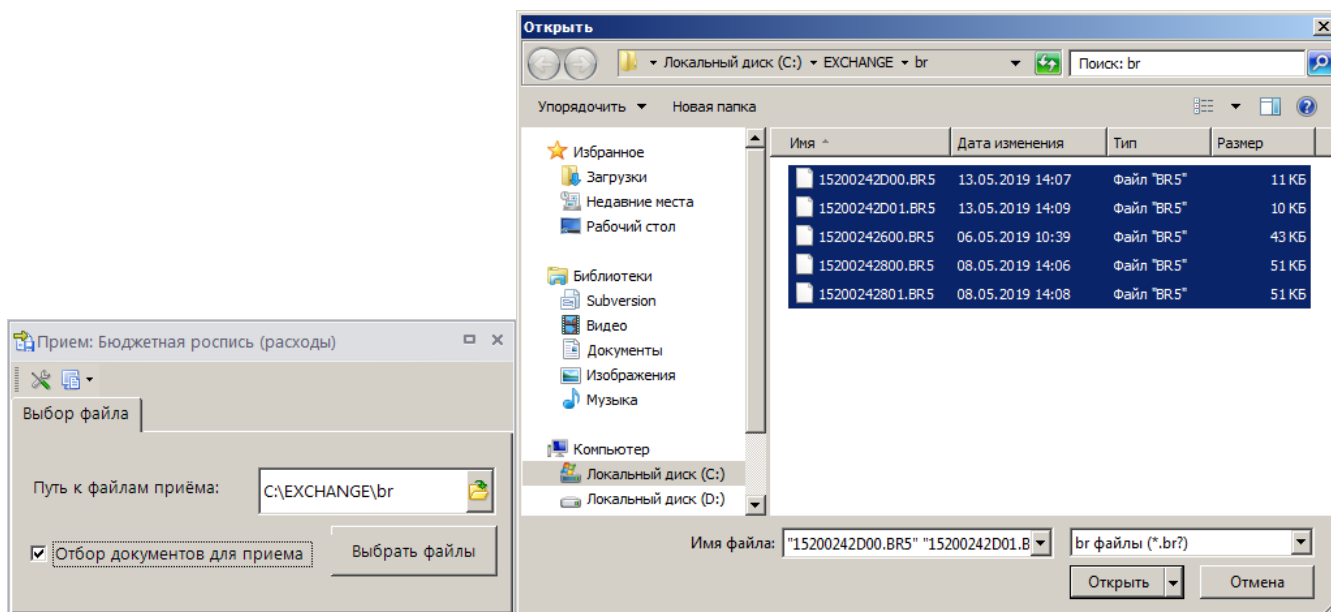 Открыть
Локальный диск (C:) EXCHANGE br
Поиск: br
Упорядочить Новая папка
Избранное
Загрузки
Недавние места
Рабочий стол
Библиотеки
Subversion
Видео
Документы
Изображения
Музыка
Компьютер
Локальный диск (C:)
Локальный диск (D:)
Имя Дата изменения Тип Размер
15200242D00.BR5 13.05.2019 14:07 Файл "BR5" 11 КБ
15200242D01.BR5 13.05.2019 14:09 Файл "BR5" 10 КБ
15200242600.BR5 06.05.2019 10:39 Файл "BR5" 43 КБ
15200242800.BR5 08.05.2019 14:06 Файл "BR5" 51 КБ
15200242801.BR5 08.05.2019 14:08 Файл "BR5" 51 КБ
Имя файла: "15200242D00.BR5" "15200242D01.B
br файлы (*.br?)
Открыть Отмена
Прием: Бюджетная роспись (расходы)
Выбор файла
Путь к файлам приёма: C:\EXCHANGE\br
Отбор документов для приема Выбрать файлы